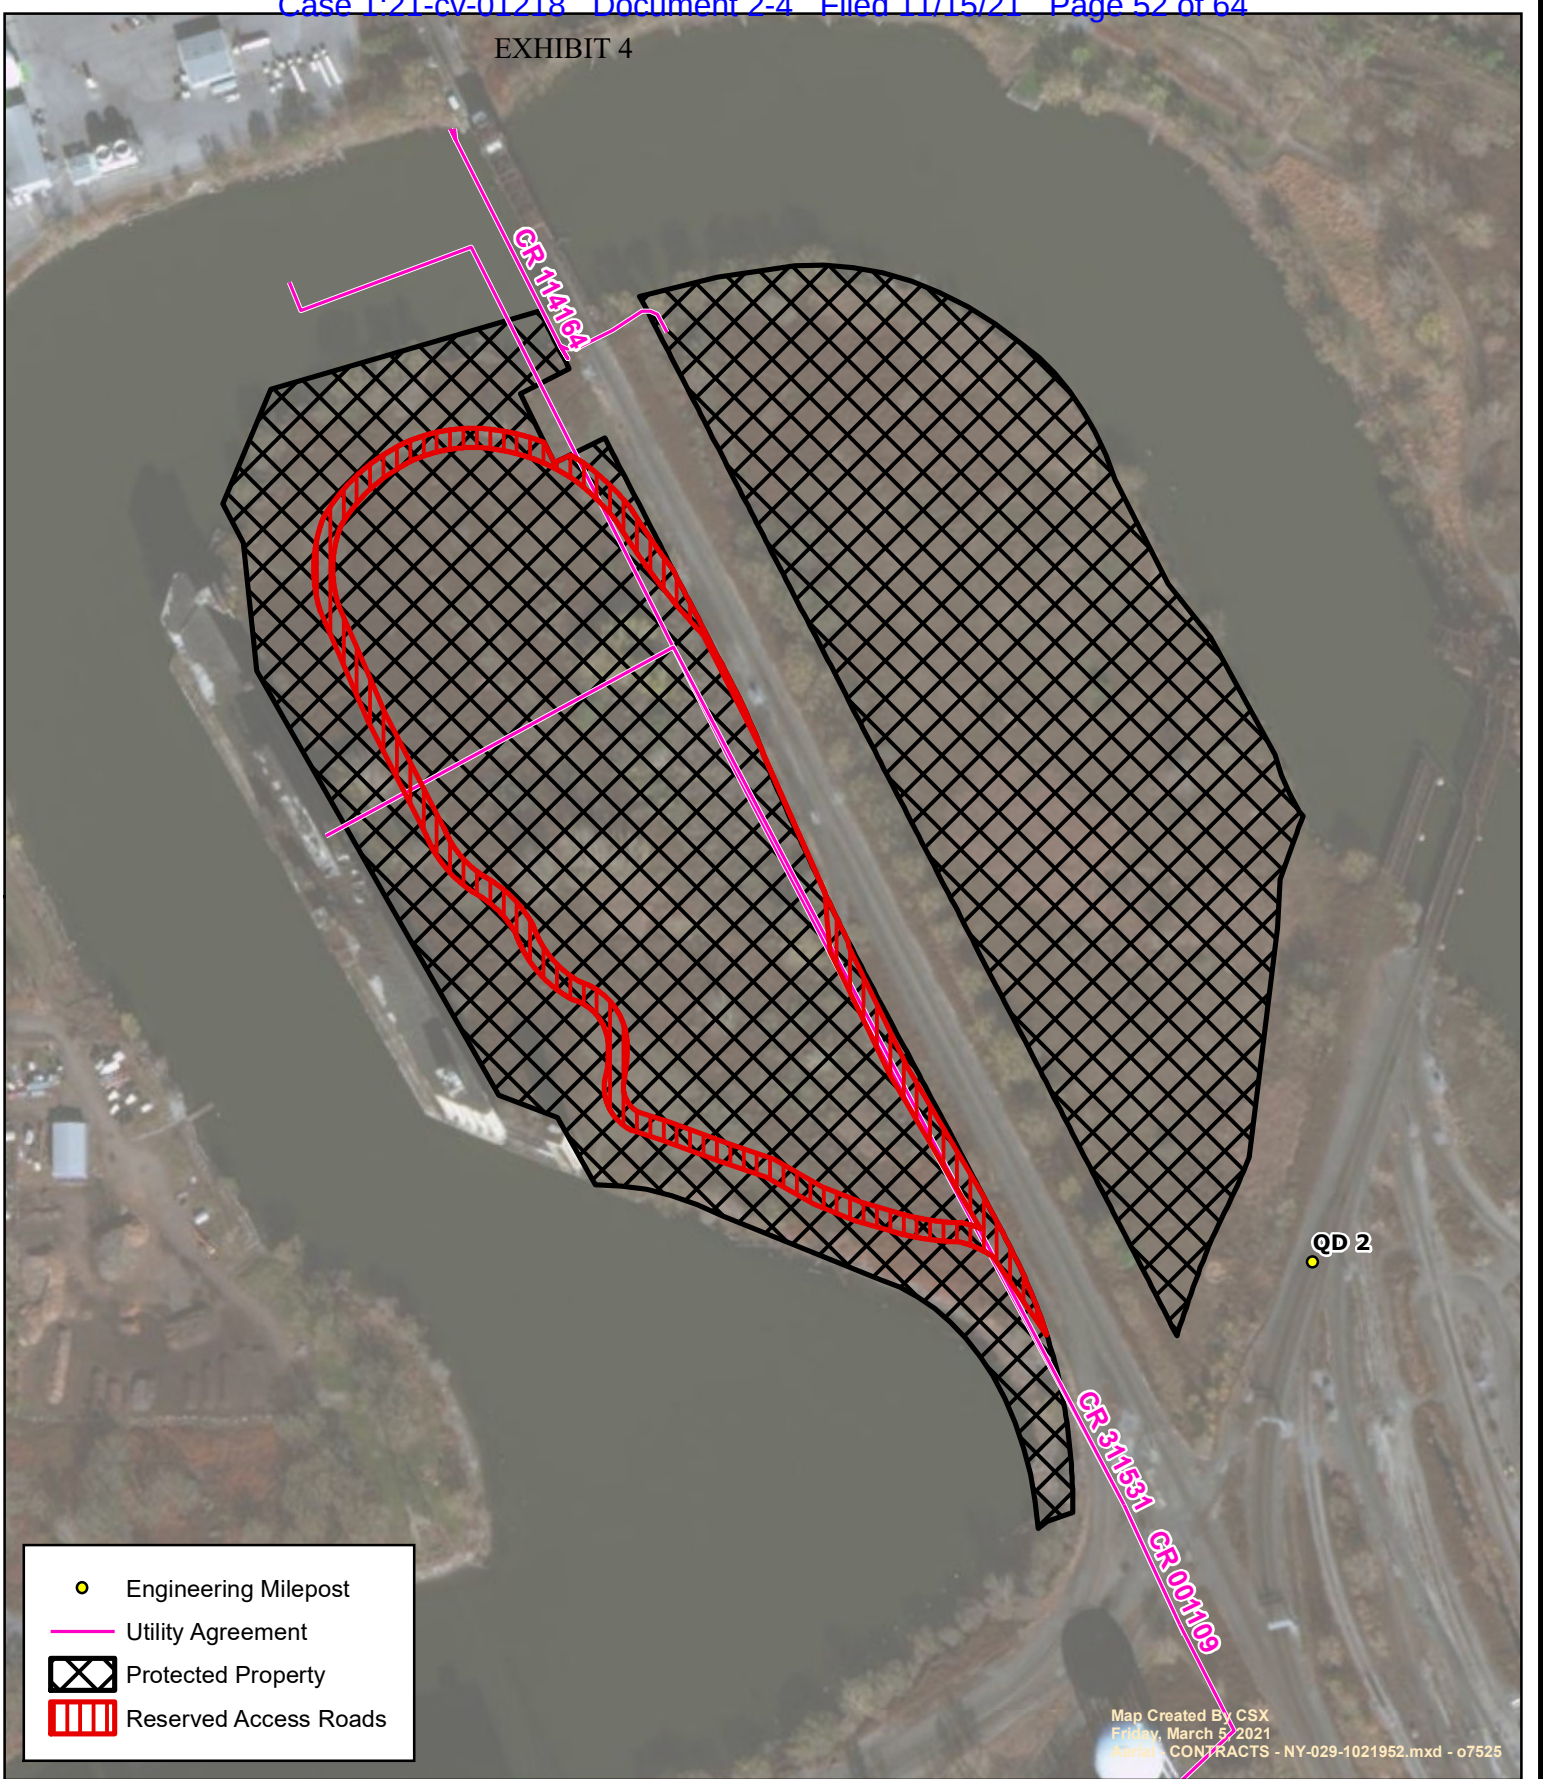 Case 1:21-cv-01218 Document 2-4 Filed 11/15/21 Page 52 of 64
EXHIBIT 4
CR 114164
QD 2
CR 311531
CR 001109
Engineering Milepost
Utility Agreement
Protected Property
Reserved Access Roads
Map Created By CSX
Friday, March 5, 2021
- CONTRACTS - NY-029-1021952.mxd - o7525